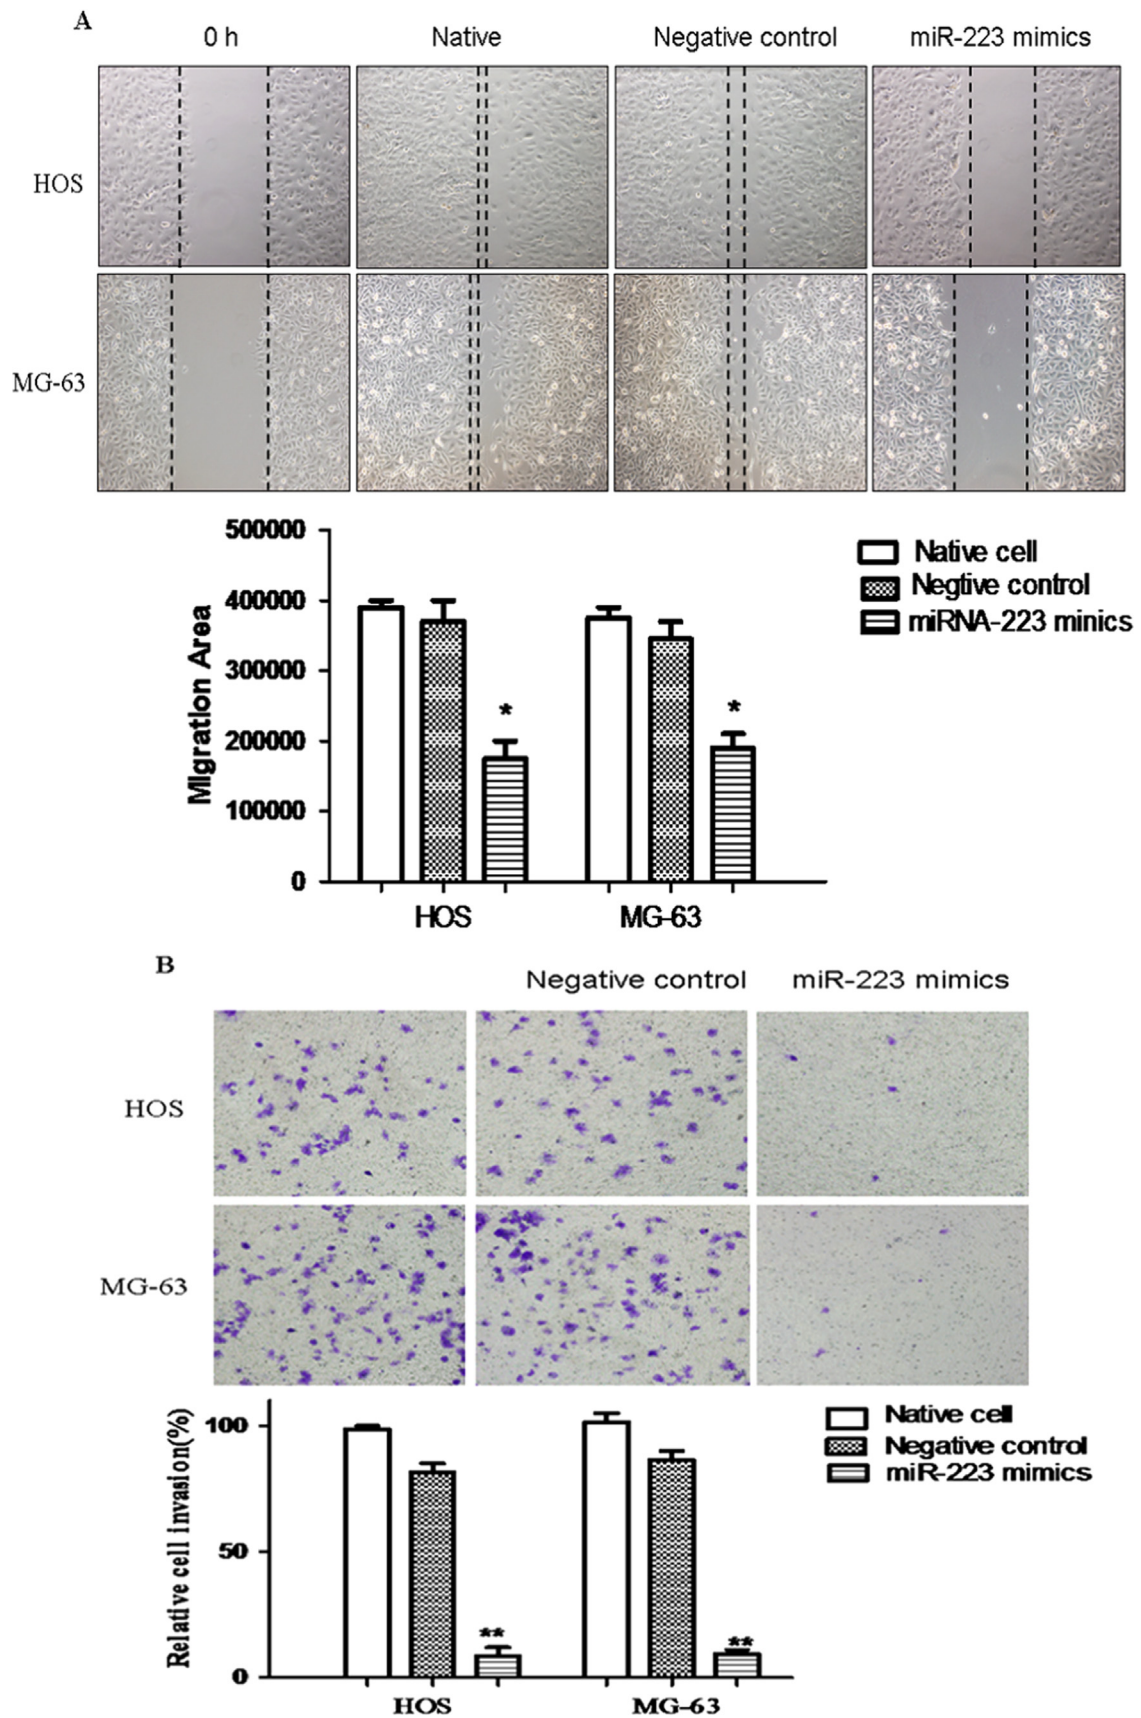 A
0 h Native Negative control miR-223 mimics
HOS
MG-63
500000
400000
300000
200000
100000
0
Migration Area
* *
HOS MG-63
Native cell
Negtive control
miRNA-223 minics
B
Negative control miR-223 mimics
HOS
MG-63
100
50
0
Relative cell invasion(%)
** **
HOS MG-63
Native cell
Negative control
miR-223 mimics